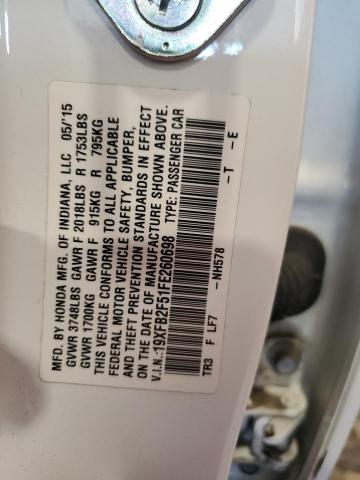 MFD. BY HONDA MFG. OF INDIANA, LLC 05/'15
GVWR 3748LBS GAWR F 2018LBS R 1753LBS
GVWR 1700KG GAWR F 915KG R 795KG
THIS VEHICLE CONFORMS TO ALL APPLICABLE
FEDERAL MOTOR VEHICLE SAFETY, BUMPER,
AND THEFT PREVENTION STANDARDS IN EFFECT
ON THE DATE OF MANUFACTURE SHOWN ABOVE.
V.I.N.:19XFB2F51FE200698 TYPE: PASSENGER CAR
TR3 F LF7 -NH578 -T -E